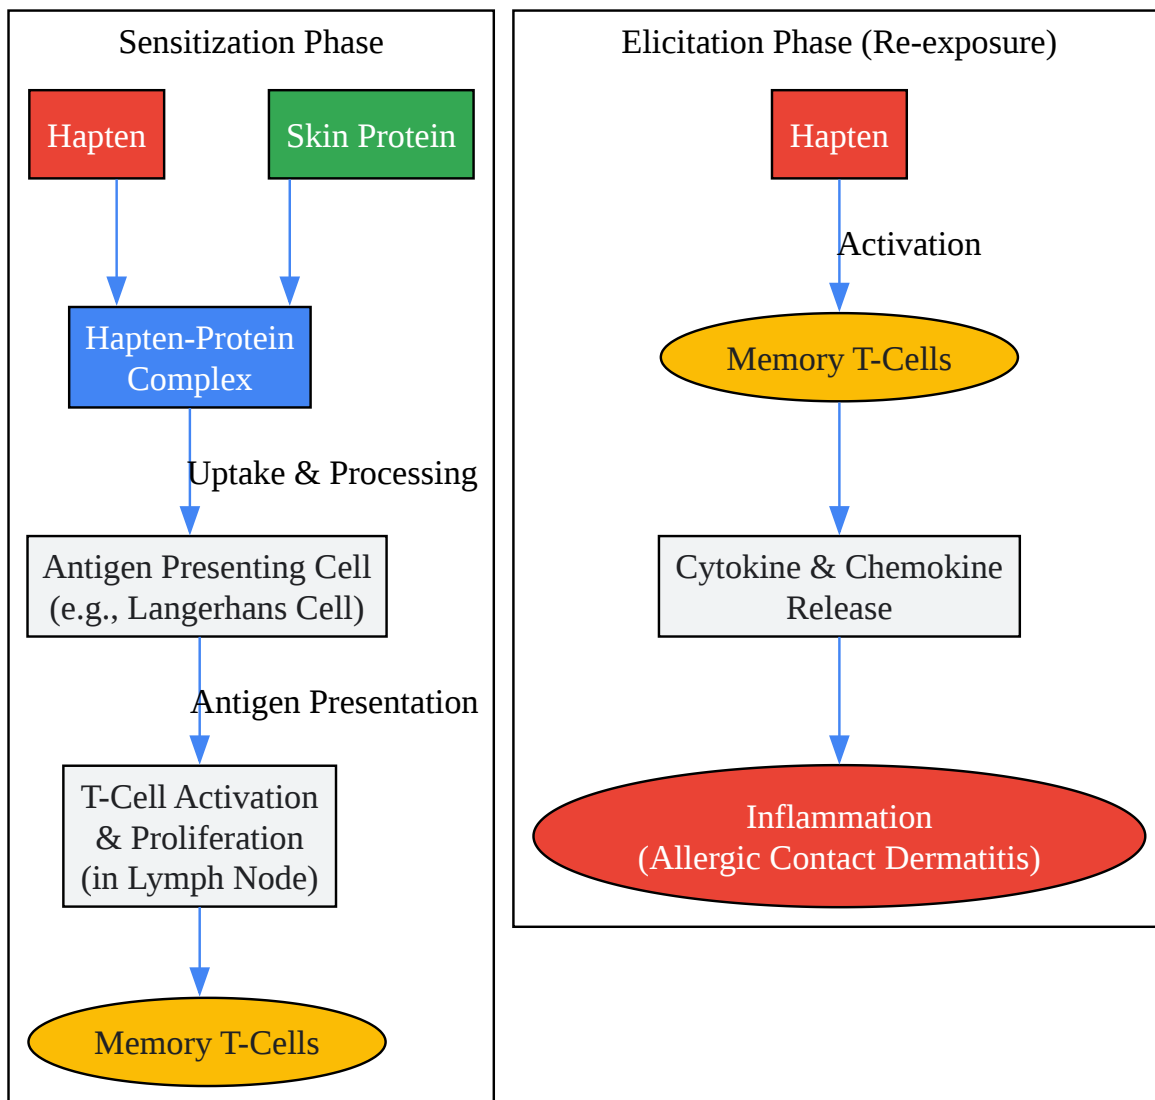 Sensitization Phase
Hapten
Skin Protein
Hapten-Protein
Complex
Uptake & Processing
Antigen Presenting Cell
(e.g., Langerhans Cell)
Antigen Presentation
T-Cell Activation
& Proliferation
(in Lymph Node)
Memory T-Cells
Elicitation Phase (Re-exposure)
Hapten
Activation
Memory T-Cells
Cytokine & Chemokine
Release
Inflammation
(Allergic Contact Dermatitis)